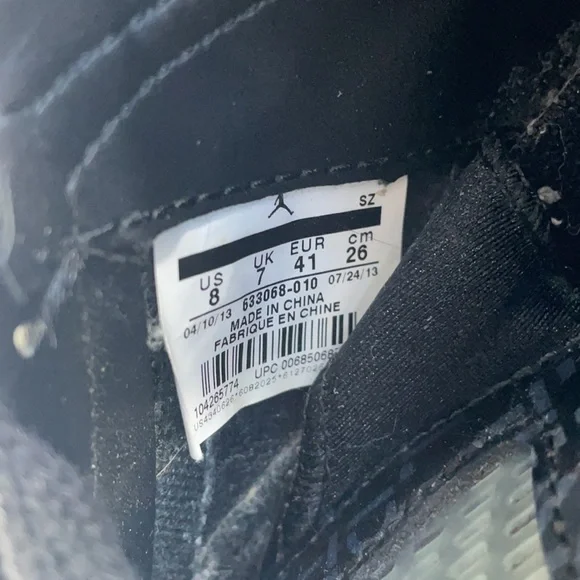 SZ
US UK EUR cm
8 7 41 26
04/10/13 633068-010 07/24/13
MADE IN CHINA
FABRIQUE EN CHINE
UPC 00685068
104265774